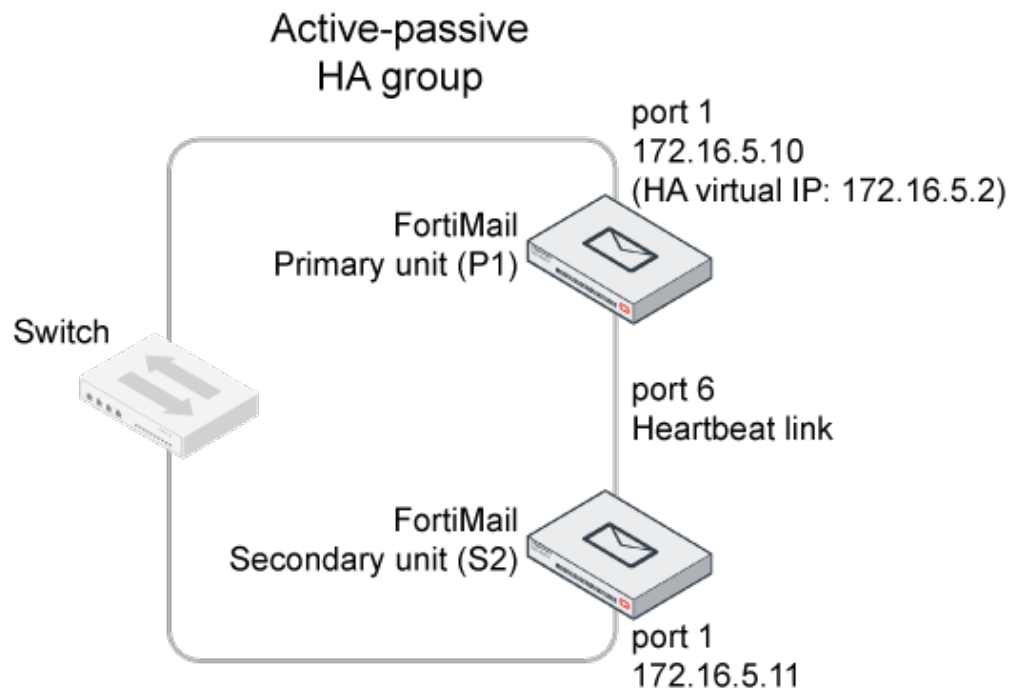 Active-passive
HA group
port 1
172.16.5.10
(HA virtual IP: 172.16.5.2)
FortiMail
Primary unit (P1)
Switch
port 6
Heartbeat link
FortiMail
Secondary unit (S2)
port 1
172.16.5.11